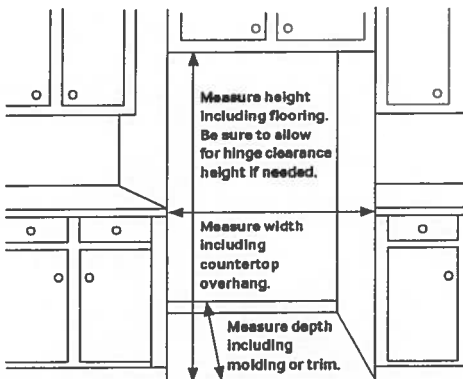 Measure height
including flooring.
Be sure to allow
for hinge clearance
height if needed.
Measure width
including
countertop
overhang.
Measure depth
including
molding or trim.